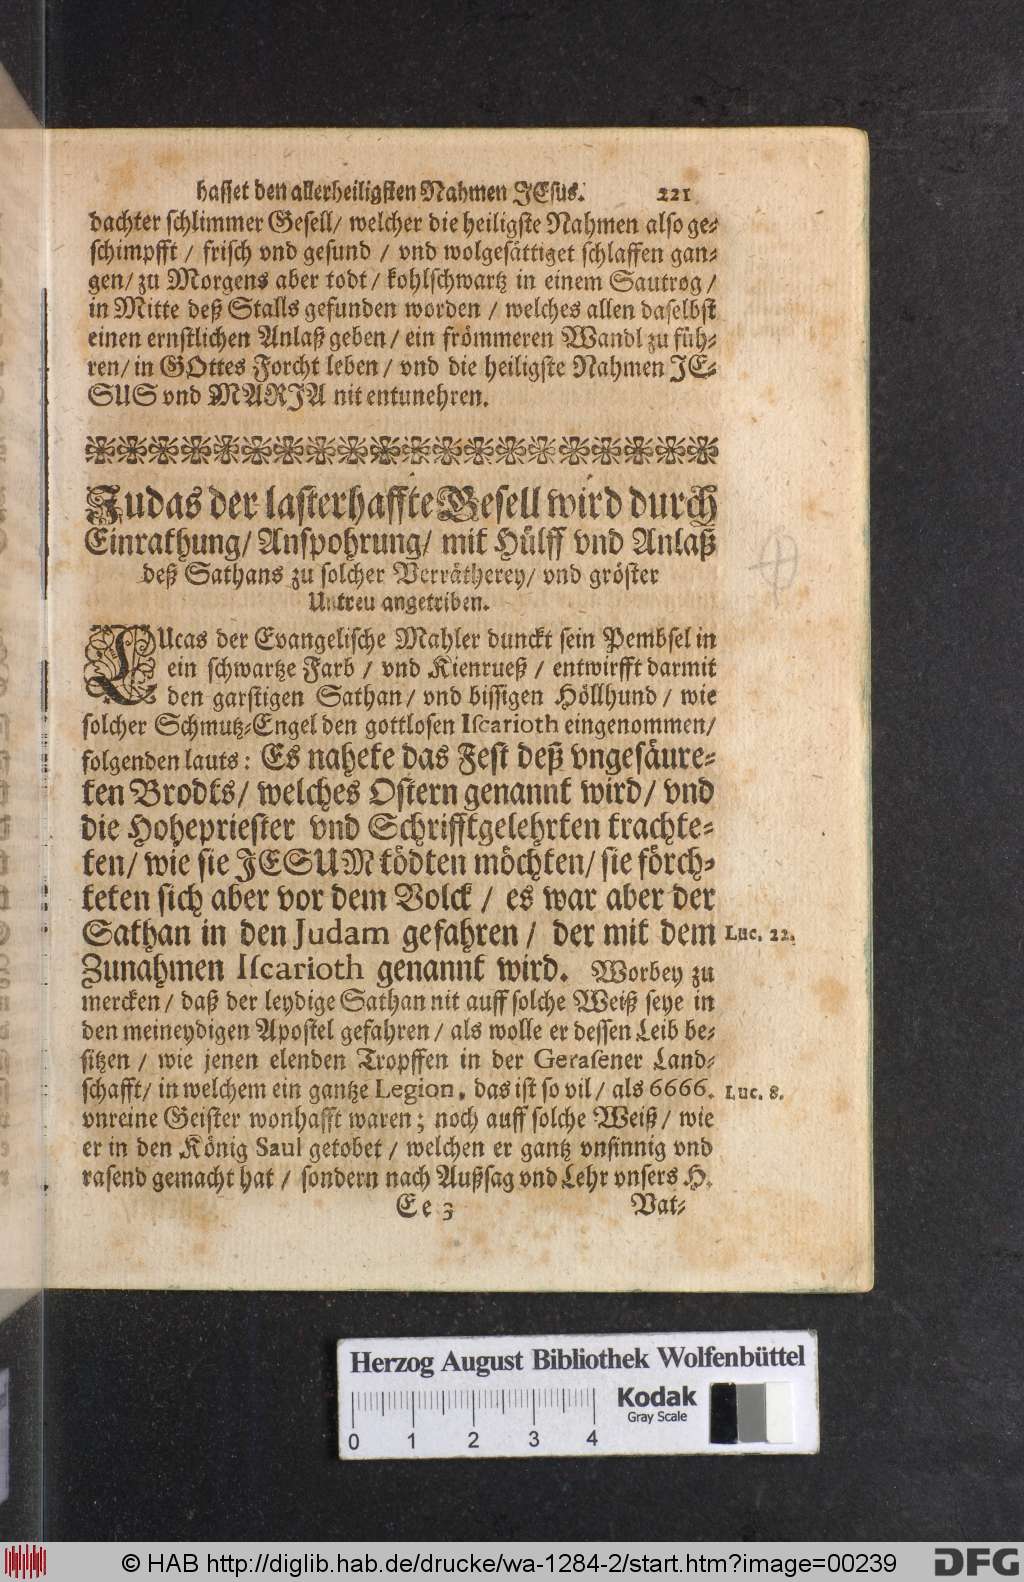 hasset den allerheiligsten Nahmen JEsus. 221
dachter schlimmer Gesell/ welcher die heiligste Nahmen also ge-
schimpfft / frisch vnd gesund / vnd wolgesättiget schlaffen gan-
gen/ zu Morgens aber todt / kohlschwartz in einem Sautrog /
in Mitte deß Stalls gefunden worden / welches allen daselbst
einen ernstlichen Anlaß geben / ein frömmeren Wandl zu füh-
ren/ in GOttes Forcht leben / vnd die heiligste Nahmen JE-
SUS vnd MARJA nit entunehren.
Judas der lasterhaffte Gesell wird durch
Einrathung/ Anspohrung/ mit Hülff vnd Anlaß
deß Sathans zu solcher Verrätherey/ vnd gröster
Untreu angetriben.
LUcas der Evangelische Mahler dunckt sein Pembsel in
ein schwartze Farb / vnd Kienrueß / entwirfft darmit
den garstigen Sathan/ vnd bissigen Höllhund / wie
solcher Schmutz-Engel den gottlosen Iscarioth eingenommen/
folgenden lauts: Es nahete das Fest deß vngesäure-
ten Brodts/ welches Ostern genannt wird/ vnd
die Hohepriester vnd Schrifftgelehrten trachte-
ten/ wie sie JESUM tödten möchten/ sie förch-
teten sich aber vor dem Volck / es war aber der
Sathan in den Judam gefahren / der mit dem Luc. 22.
Zunahmen Iscarioth genannt wird. Worbey zu
mercken / daß der leydige Sathan nit auff solche Weiß seye in
den meineydigen Apostel gefahren / als wolle er dessen Leib be-
sitzen / wie jenen elenden Tropffen in der Gerasener Land-
schafft/ in welchem ein gantze Legion, das ist so vil / als 6666. Luc. 8.
vnreine Geister wonhafft waren; noch auff solche Weiß / wie
er in den König Saul getobet / welchen er gantz vnsinnig vnd
rasend gemacht hat / sondern nach Außsag vnd Lehr vnsers H.
Ee 3 Vat-
Herzog August Bibliothek Wolfenbüttel
Kodak
Gray Scale
0 1 2 3 4
© HAB http://diglib.hab.de/drucke/wa-1284-2/start.htm?image=00239
DFG